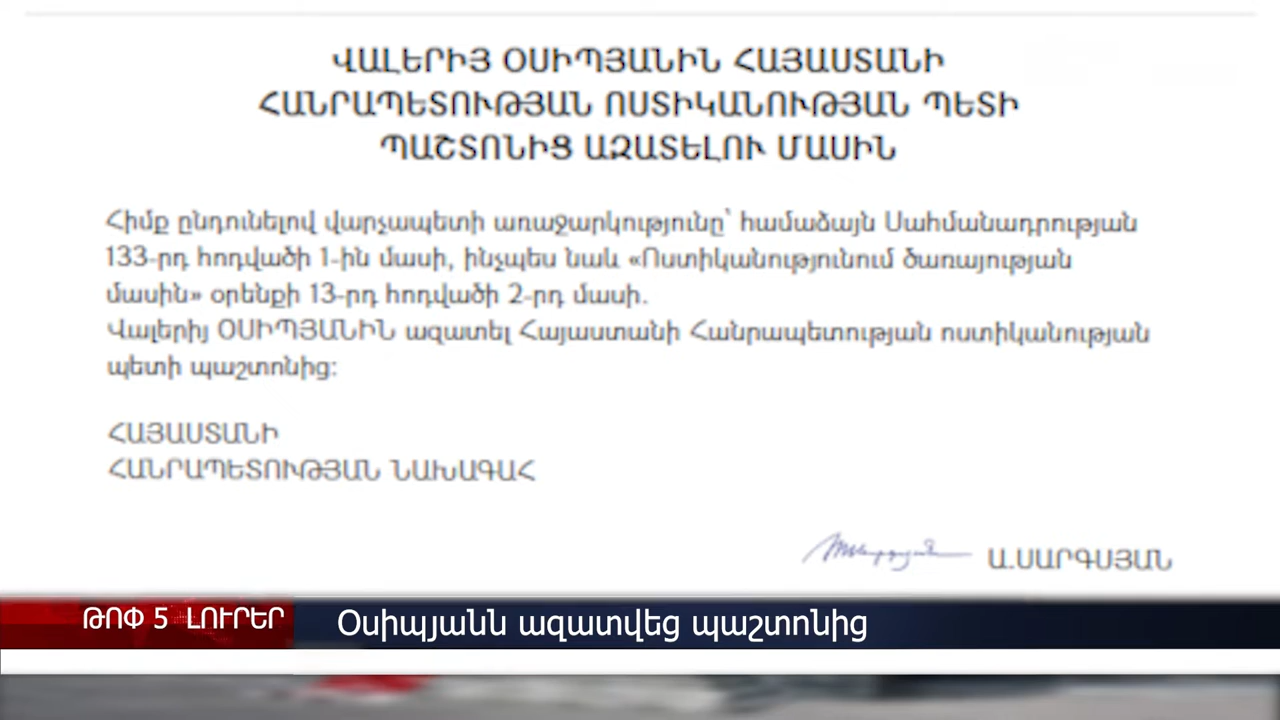 ՎԱԼԵՐԻՅ ՕՍԻՊՅԱՆԻՆ ՀԱՅԱՍՏԱՆԻ
ՀԱՆՐԱՊԵՏՈՒԹՅԱՆ ՈՍՏԻԿԱՆՈՒԹՅԱՆ ՊԵՏԻ
ՊԱՇՏՈՆԻՑ ԱԶԱՏԵԼՈՒ ՄԱՍԻՆ
Հիմք ընդունելով վարչապետի առաջարկությունը՝ համաձայն Սահմանադրության
133-րդ հոդվածի 1-ին մասի, ինչպես նաև «Ոստիկանությունում ծառայության
մասին» օրենքի 13-րդ հոդվածի 2-րդ մասի.
Վալերիյ ՕՍԻՊՅԱՆԻՆ ազատել Հայաստանի Հանրապետության ոստիկանության
պետի պաշտոնից:
ՀԱՅԱՍՏԱՆԻ
ՀԱՆՐԱՊԵՏՈՒԹՅԱՆ ՆԱԽԱԳԱՀ
Ա.ՍԱՐԳՍՅԱՆ
ԹՈՓ 5 ԼՈՒՐԵՐ
Օսիպյանն ազատվեց պաշտոնից